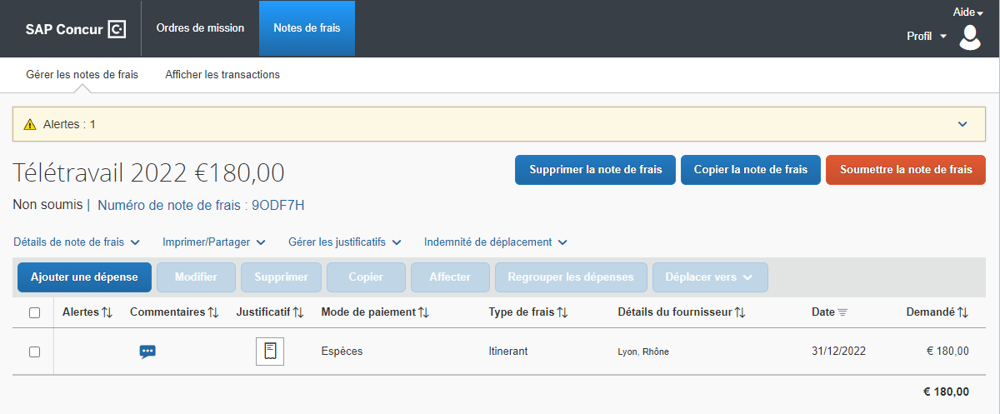 SAP Concur C Ordres de mission Notes de frais Aide
Profil
Gérer les notes de frais Afficher les transactions
Alertes : 1
Télétravail 2022 €180,00 Supprimer la note de frais Copier la note de frais Soumettre la note de frais
Non soumis | Numéro de note de frais : 9ODF7H
Détails de note de frais Imprimer/Partager Gérer les justificatifs Indemnité de déplacement
Ajouter une dépense Modifier Supprimer Copier Affecter Regrouper les dépenses Déplacer vers
Alertes Commentaires Justificatif Mode de paiement Type de frais Détails du fournisseur Date Demandé
Espèces Itinerant Lyon, Rhône 31/12/2022 € 180,00
€ 180,00